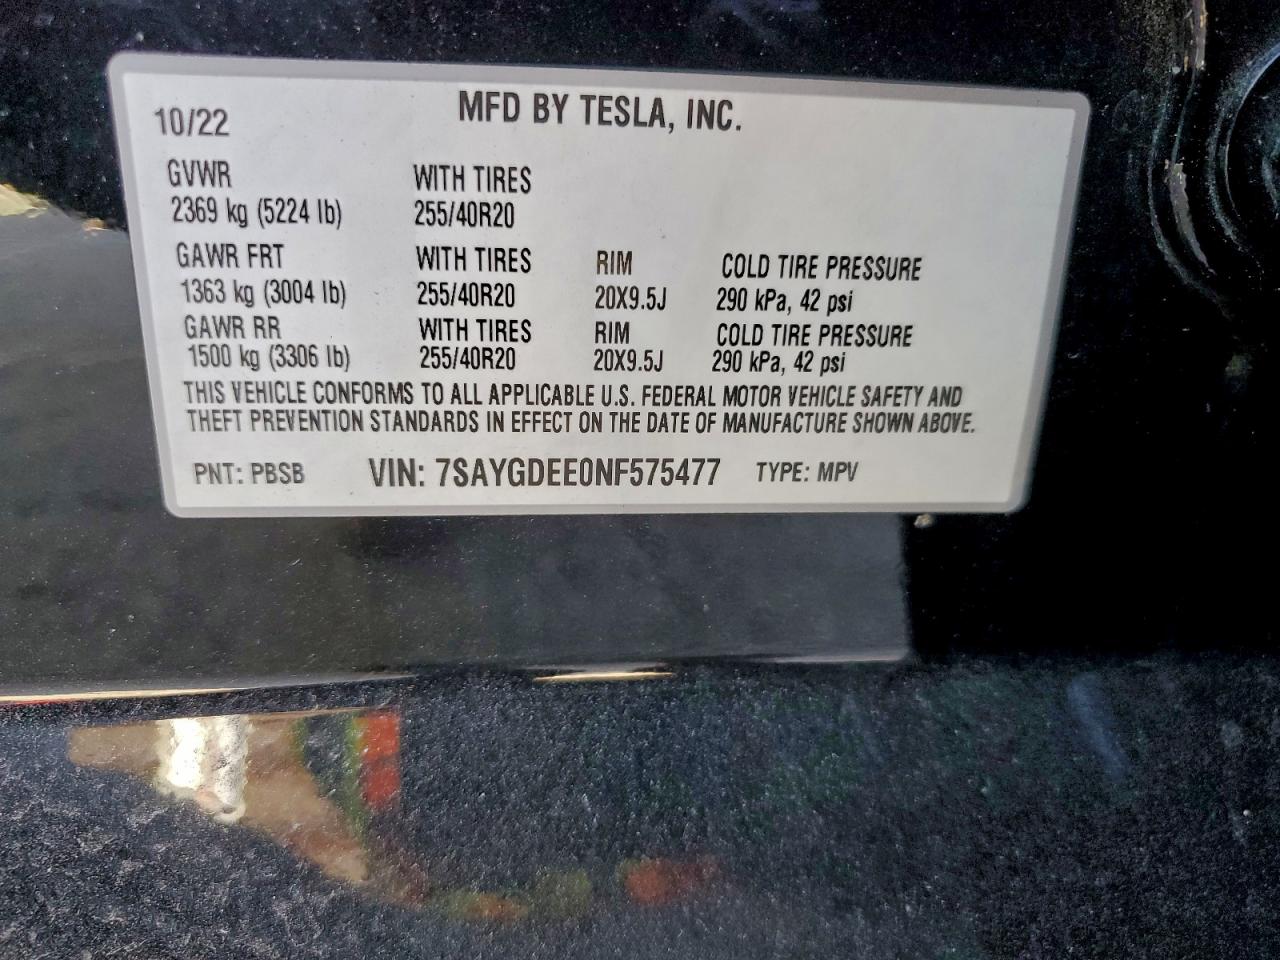 MFD BY TESLA, INC.
10/22
GVWR WITH TIRES
2369 kg (5224 lb) 255/40R20
GAWR FRT WITH TIRES RIM COLD TIRE PRESSURE
1363 kg (3004 lb) 255/40R20 20X9.5J 290 kPa, 42 psi
GAWR RR WITH TIRES RIM COLD TIRE PRESSURE
1500 kg (3306 lb) 255/40R20 20X9.5J 290 kPa, 42 psi
THIS VEHICLE CONFORMS TO ALL APPLICABLE U.S. FEDERAL MOTOR VEHICLE SAFETY AND
THEFT PREVENTION STANDARDS IN EFFECT ON THE DATE OF MANUFACTURE SHOWN ABOVE.
PNT: PBSB VIN: 7SAYGDEE0NF575477 TYPE: MPV